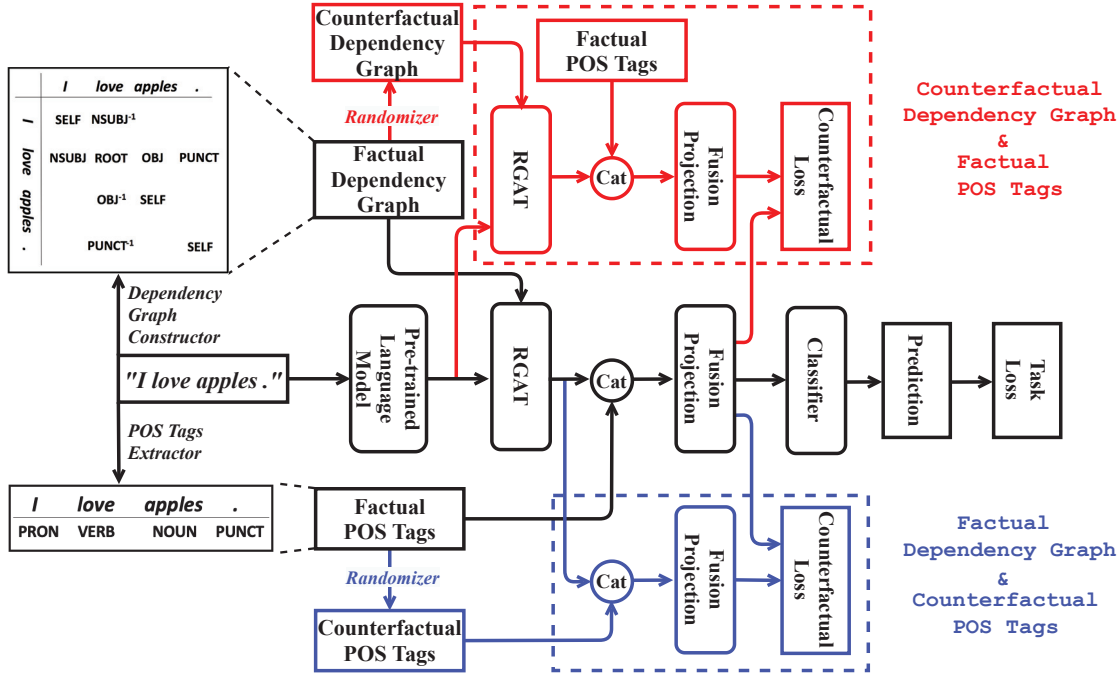 Counterfactual
Dependency
Graph
Factual
POS Tags
Counterfactual
Dependency Graph
&
Factual
POS Tags
I love apples .
I
love
apples
.
SELF NSUBJ-1
NSUBJ ROOT OBJ PUNCT
OBJ-1 SELF
PUNCT-1 SELF
Randomizer
Factual
Dependency
Graph
RGAT
Cat
Fusion
Projection
Counterfactual
Loss
Dependency
Graph
Constructor
"I love apples ."
Pre-trained
Language
Model
RGAT
Cat
Fusion
Projection
Classifier
Prediction
Task
Loss
POS Tags
Extractor
I love apples .
PRON VERB NOUN PUNCT
Factual
POS Tags
Randomizer
Counterfactual
POS Tags
Cat
Fusion
Projection
Counterfactual
Loss
Factual
Dependency Graph
&
Counterfactual
POS Tags